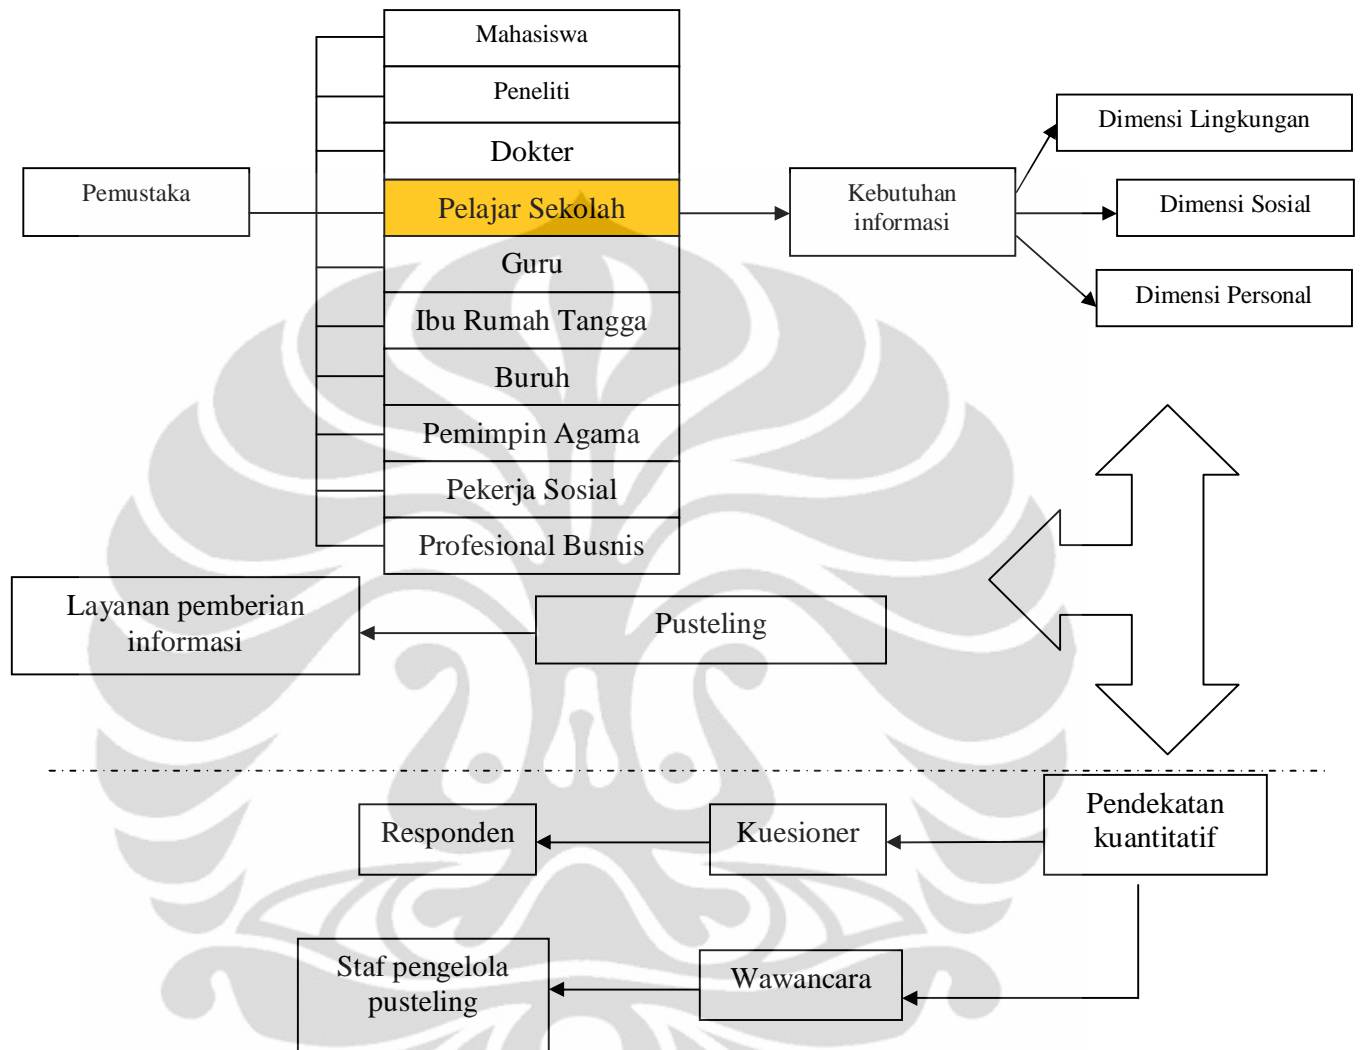 Mahasiswa
Peneliti
Dokter
Pelajar Sekolah
Guru
Ibu Rumah Tangga
Buruh
Pemimpin Agama
Pekerja Sosial
Profesional Busnis
Pemustaka
Kebutuhan
informasi
Dimensi Lingkungan
Dimensi Sosial
Dimensi Personal
Layanan pemberian
informasi
Pusteling
Responden
Kuesioner
Pendekatan
kuantitatif
Staf pengelola
pusteling
Wawancara